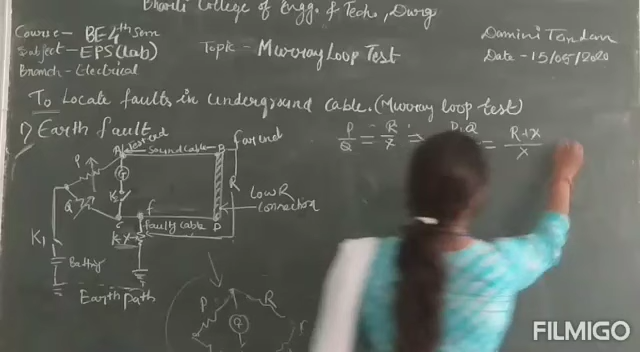 Bharti College of Engg. & Tech., Durg
Course - BE 4th Sem
Subject - EPS (Lab)
Branch - Electrical
Topic - Murray Loop Test
Damini Tandan
Date - 15/05/2020
To Locate faults in underground cable. (Murray loop test)
1) Earth fault
far end
A Test end
sound cable
B
P
G
R
Q
K2
Low R
connection
C
f
faulty cable
D
K1
X
Battery
Earth path
P/Q = R/X ⇒ P+Q = R+X/X
P
R
G
FILMIGO